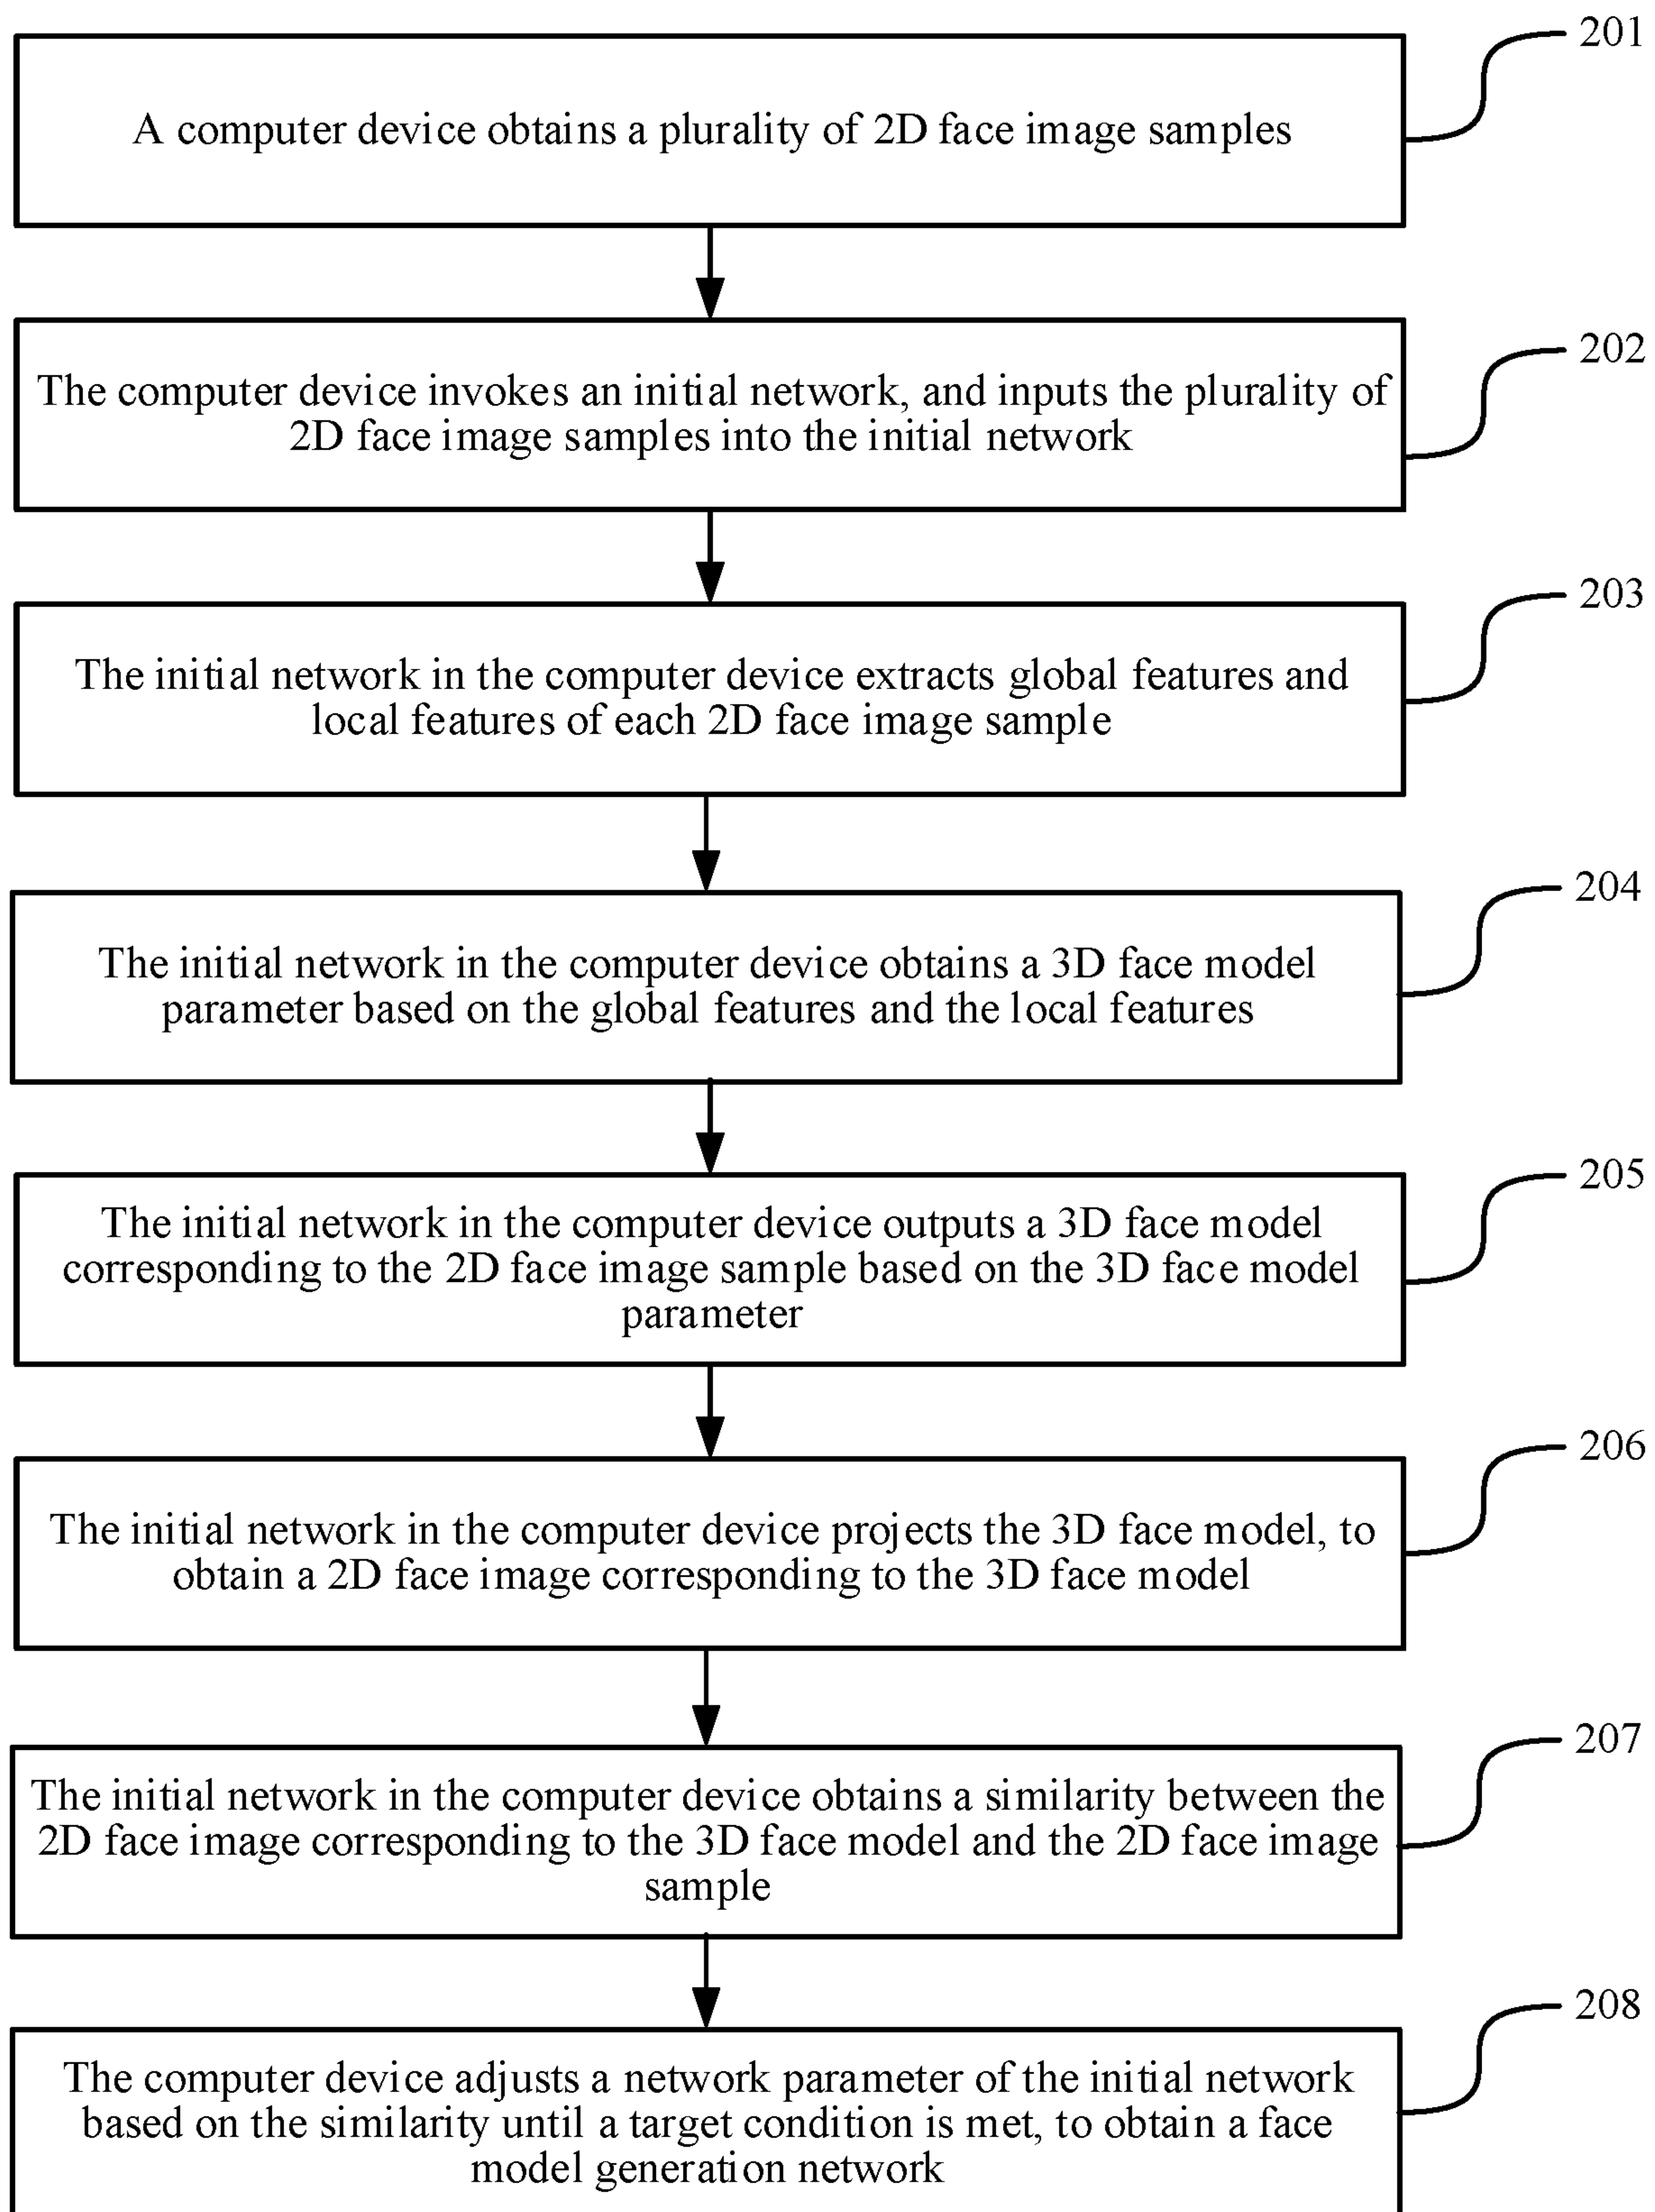 201
A computer device obtains a plurality of 2D face image samples
202
The computer device invokes an initial network, and inputs the plurality of
2D face image samples into the initial network
203
The initial network in the computer device extracts global features and
local features of each 2D face image sample
204
The initial network in the computer device obtains a 3D face model
parameter based on the global features and the local features
205
The initial network in the computer device outputs a 3D face model
corresponding to the 2D face image sample based on the 3D face model
parameter
206
The initial network in the computer device projects the 3D face model, to
obtain a 2D face image corresponding to the 3D face model
207
The initial network in the computer device obtains a similarity between the
2D face image corresponding to the 3D face model and the 2D face image
sample
208
The computer device adjusts a network parameter of the initial network
based on the similarity until a target condition is met, to obtain a face
model generation network